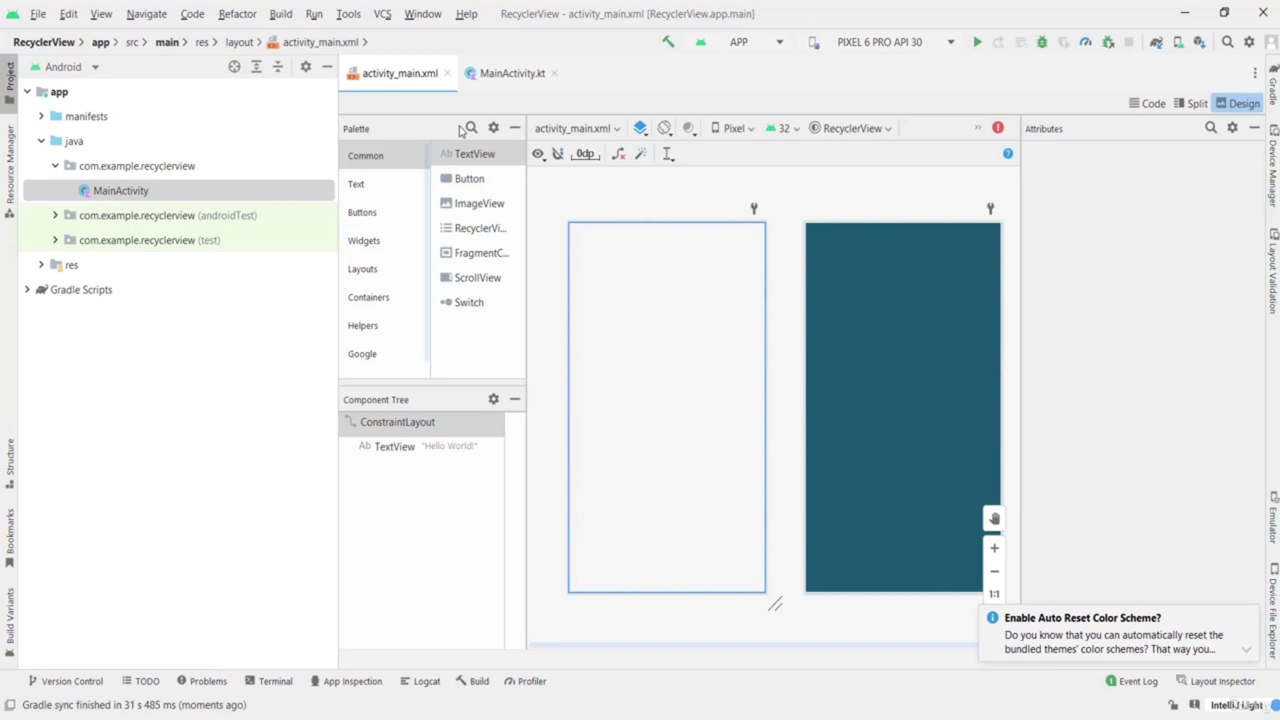 File Edit View Navigate Code Refactor Build Run Tools VCS Window Help RecyclerView - activity_main.xml [RecyclerView.app.main]
RecyclerView app src main res layout activity_main.xml APP PIXEL 6 PRO API 30
Android activity_main.xml MainActivity.kt
Code Split Design
Palette activity_main.xml Pixel 32 RecyclerView Attributes
0dp
Common
Text
Buttons
Widgets
Layouts
Containers
Helpers
Google
TextView
Button
ImageView
RecyclerVi...
FragmentC...
ScrollView
Switch
app
manifests
java
com.example.recyclerview
MainActivity
com.example.recyclerview (androidTest)
com.example.recyclerview (test)
res
Gradle Scripts
Component Tree
ConstraintLayout
Ab TextView "Hello World!"
1:1
Enable Auto Reset Color Scheme?
Do you know that you can automatically reset the
bundled themes' color schemes? That way you...
Project
Resource Manager
Structure
Bookmarks
Build Variants
Gradle
Device Manager
Layout Validation
Emulator
Device File Explorer
Version Control TODO Problems Terminal App Inspection Logcat Build Profiler Event Log Layout Inspector
Gradle sync finished in 31 s 485 ms (moments ago) IntelliJ Light